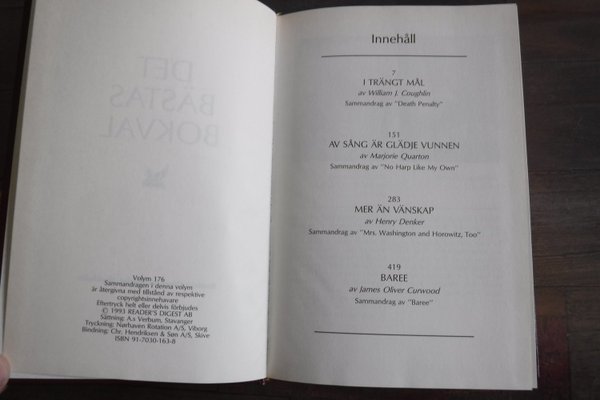 DET
BÄSTAS
BOKVAL
Volym 176
Sammandragen i denna volym
är återgivna med tillstånd av respektive
copyrightsinnehavare
Eftertryck helt eller delvis förbjudes
© 1993 READER'S DIGEST AB
Sättning: A.s Verbum, Stavanger
Tryckning: Nørhaven Rotation A/S, Viborg
Bindning: Chr. Hendriksen & Søn A/S, Skive
ISBN 91-7030-163-8
Innehåll
7
I TRÄNGT MÅL
av William J. Coughlin
Sammandrag av "Death Penalty"
151
AV SÅNG ÄR GLÄDJE VUNNEN
av Marjorie Quarton
Sammandrag av "No Harp Like My Own"
283
MER ÄN VÄNSKAP
av Henry Denker
Sammandrag av "Mrs. Washington and Horowitz, Too"
419
BAREE
av James Oliver Curwood
Sammandrag av "Baree"